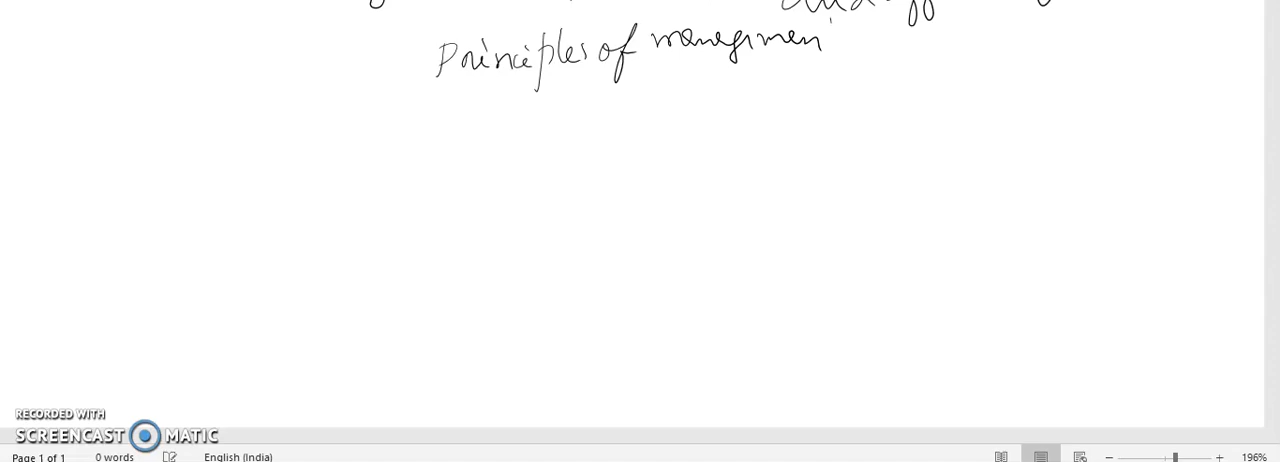 Principles of managemen
RECORDED WITH
SCREENCAST MATIC
Page 1 of 1 0 words English (India) 196%